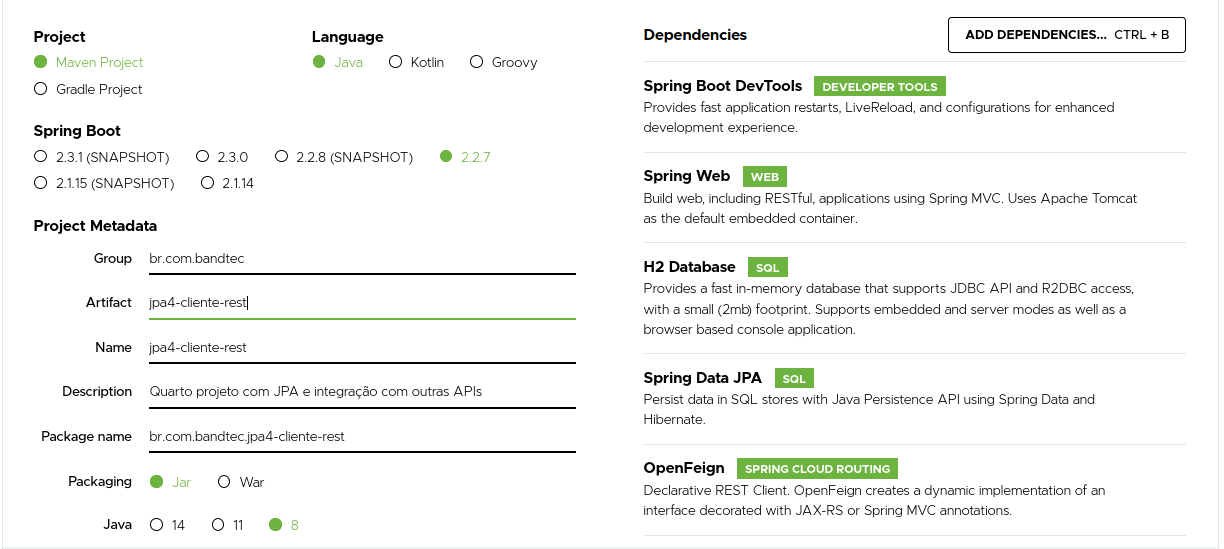 Project
Maven Project
Gradle Project
Language
Java Kotlin Groovy
Spring Boot
2.3.1 (SNAPSHOT) 2.3.0 2.2.8 (SNAPSHOT) 2.2.7
2.1.15 (SNAPSHOT) 2.1.14
Project Metadata
Group br.com.bandtec
Artifact jpa4-cliente-rest
Name jpa4-cliente-rest
Description Quarto projeto com JPA e integração com outras APIs
Package name br.com.bandtec.jpa4-cliente-rest
Packaging Jar War
Java 14 11 8
Dependencies
ADD DEPENDENCIES... CTRL + B
Spring Boot DevTools DEVELOPER TOOLS
Provides fast application restarts, LiveReload, and configurations for enhanced
development experience.
Spring Web WEB
Build web, including RESTful, applications using Spring MVC. Uses Apache Tomcat
as the default embedded container.
H2 Database SQL
Provides a fast in-memory database that supports JDBC API and R2DBC access,
with a small (2mb) footprint. Supports embedded and server modes as well as a
browser based console application.
Spring Data JPA SQL
Persist data in SQL stores with Java Persistence API using Spring Data and
Hibernate.
OpenFeign SPRING CLOUD ROUTING
Declarative REST Client. OpenFeign creates a dynamic implementation of an
interface decorated with JAX-RS or Spring MVC annotations.